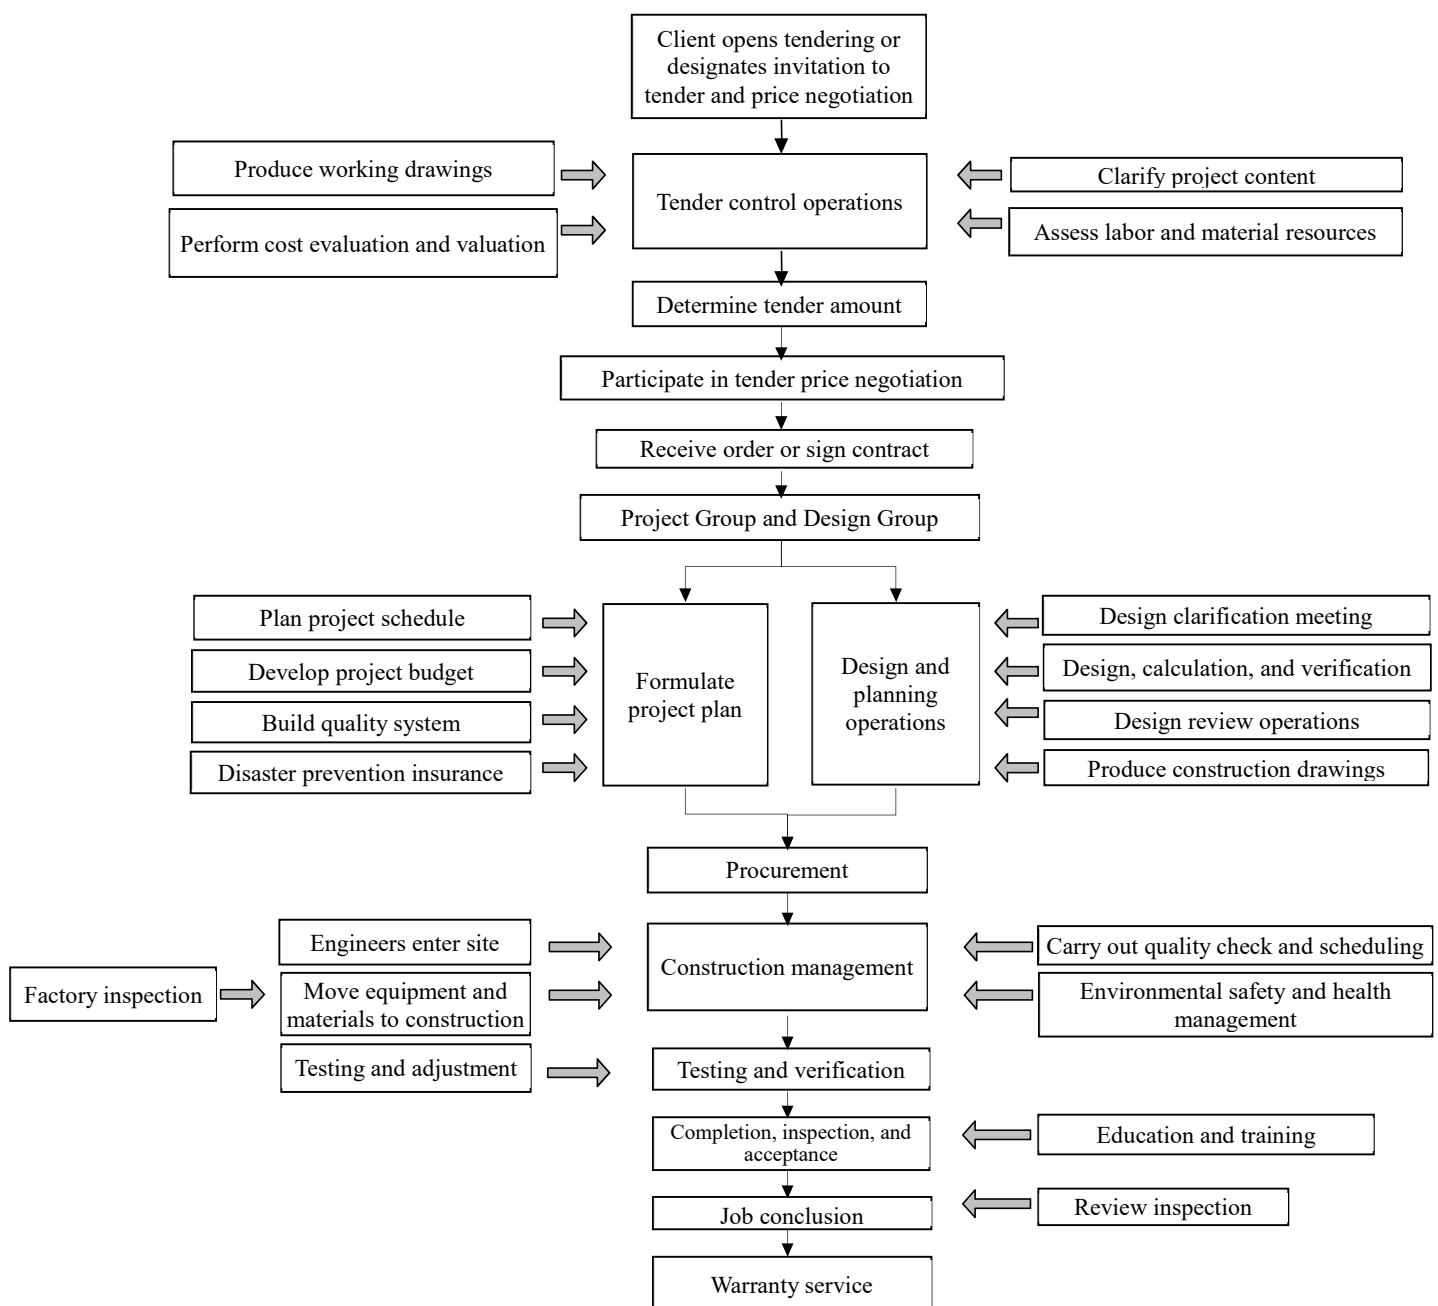 Client opens tendering or
designates invitation to
tender and price negotiation
Produce working drawings
Clarify project content
Tender control operations
Perform cost evaluation and valuation
Assess labor and material resources
Determine tender amount
Participate in tender price negotiation
Receive order or sign contract
Project Group and Design Group
Plan project schedule
Develop project budget
Build quality system
Disaster prevention insurance
Formulate
project plan
Design and
planning
operations
Design clarification meeting
Design, calculation, and verification
Design review operations
Produce construction drawings
Procurement
Engineers enter site
Factory inspection
Move equipment and
materials to construction
Construction management
Carry out quality check and scheduling
Environmental safety and health
management
Testing and adjustment
Testing and verification
Completion, inspection, and
acceptance
Education and training
Job conclusion
Review inspection
Warranty service